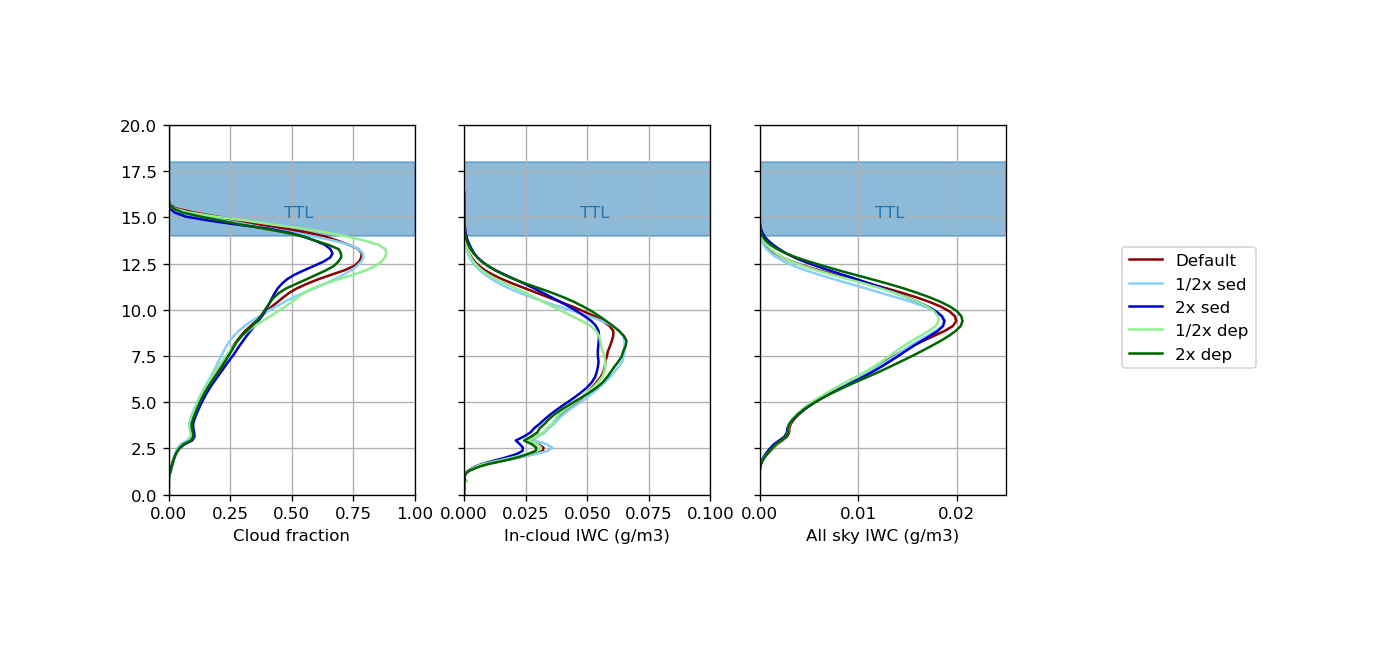 20.0
17.5
15.0
12.5
10.0
7.5
5.0
2.5
0.0
TTL
TTL
TTL
0.00 0.25 0.50 0.75 1.00
0.000 0.025 0.050 0.075 0.100
0.00 0.01 0.02
Cloud fraction
In-cloud IWC (g/m3)
All sky IWC (g/m3)
Default
1/2x sed
2x sed
1/2x dep
2x dep